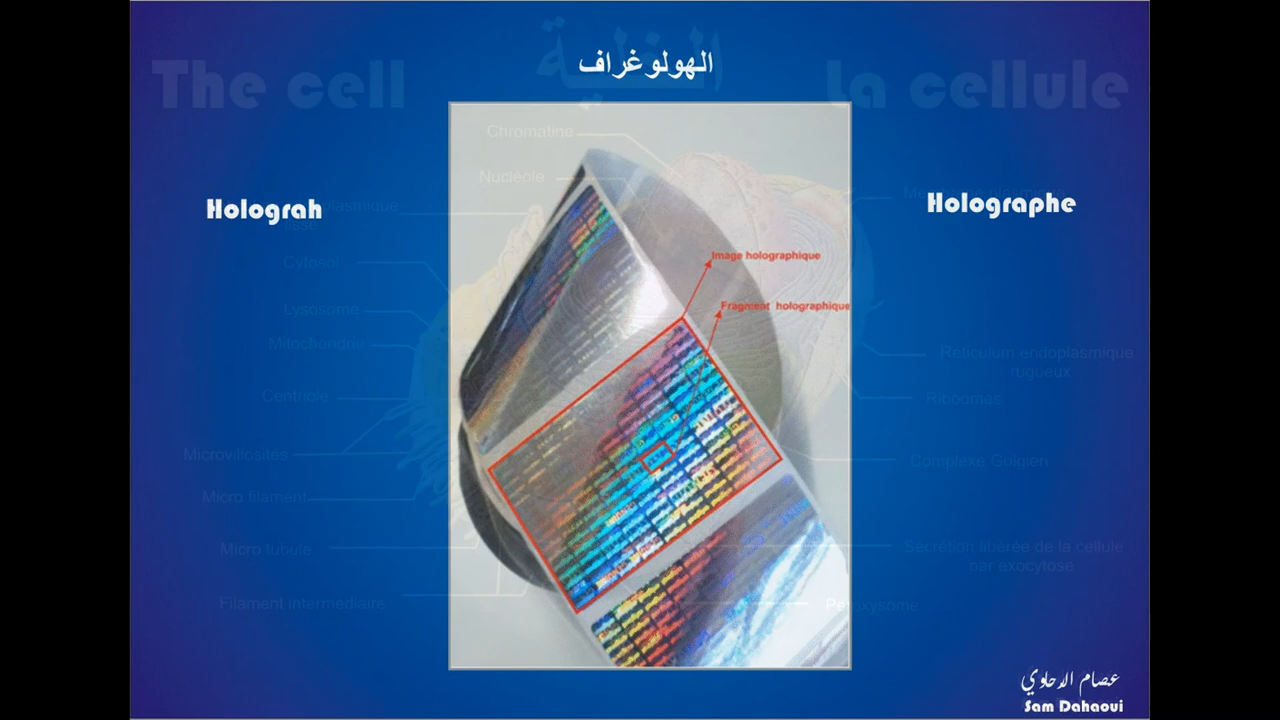 الهولوغراف
The cell
الخلية
La cellule
Chromatine
Nucléole
Holograh
Holographe
plasmique
lisse
Cytosol
Lysosome
Mitochondrie
Centriole
Microvillosités
Micro filament
Micro tubule
Filament intermédiaire
Image holographique
Fragment holographique
Reticulum endoplasmique
rugueux
Ribosomes
Complexe Golgien
Sécrétion libérée de la cellule
par exocytose
Peroxysome
عصام الدحاوي
Sam Dahaoui